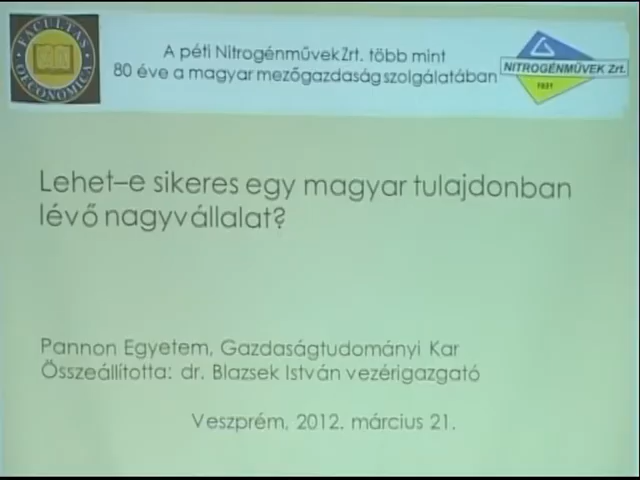 FACULTAS
OECONOMICA
A péti Nitrogénművek Zrt. több mint
80 éve a magyar mezőgazdaság szolgálatában
NITROGÉNMŰVEK Zrt.
1931
Lehet–e sikeres egy magyar tulajdonban
lévő nagyvállalat?
Pannon Egyetem, Gazdaságtudományi Kar
Összeállította: dr. Blazsek István vezérigazgató
Veszprém, 2012. március 21.